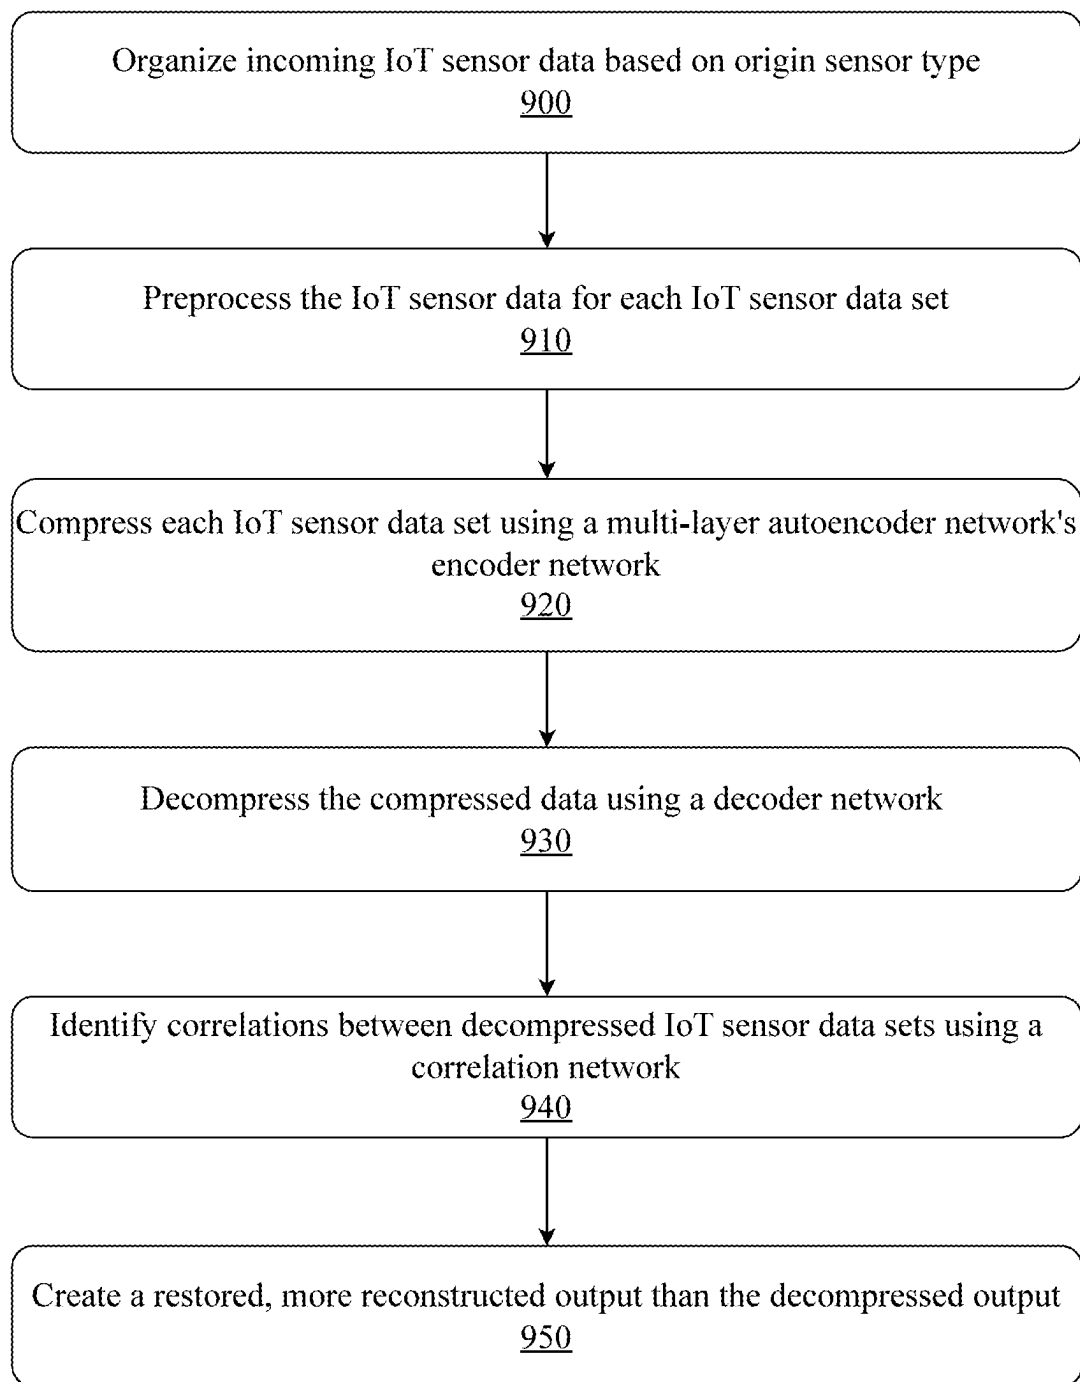 Organize incoming IoT sensor data based on origin sensor type
900
Preprocess the IoT sensor data for each IoT sensor data set
910
Compress each IoT sensor data set using a multi-layer autoencoder network's
encoder network
920
Decompress the compressed data using a decoder network
930
Identify correlations between decompressed IoT sensor data sets using a
correlation network
940
Create a restored, more reconstructed output than the decompressed output
950